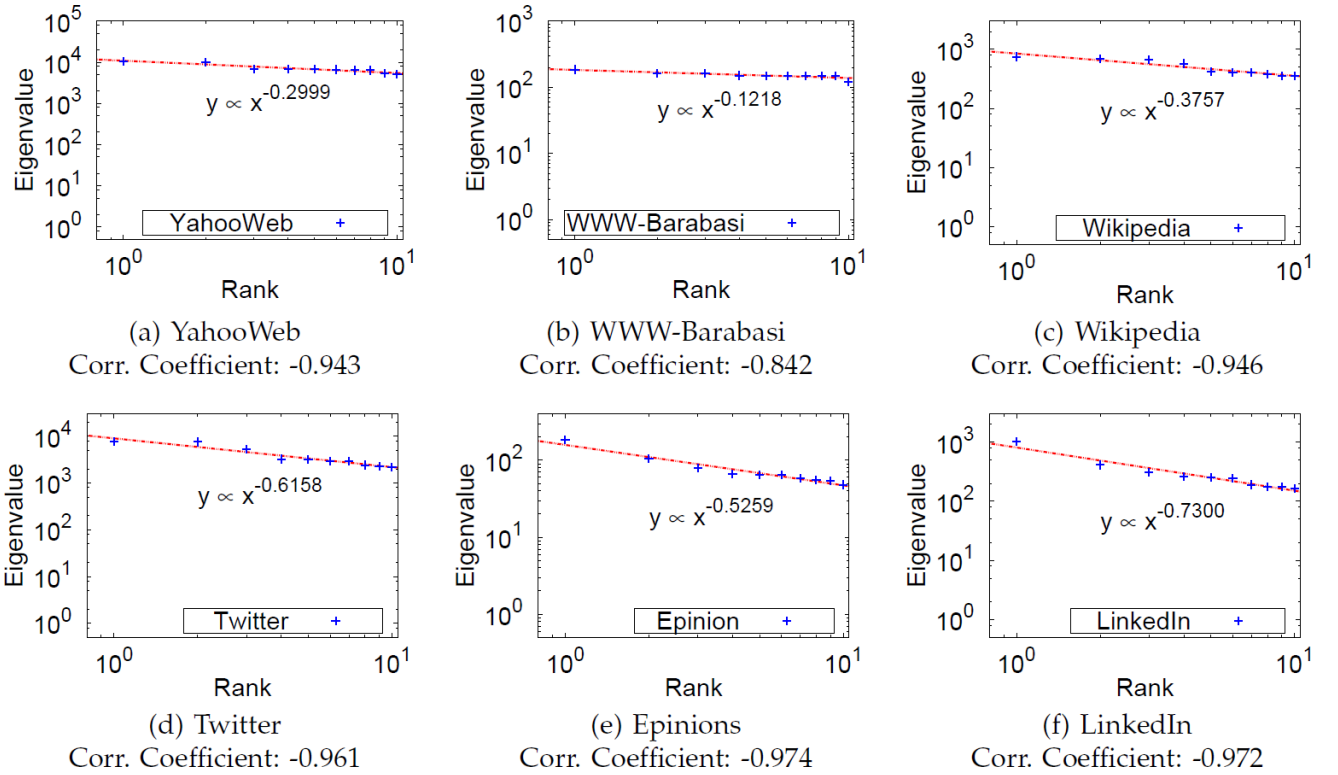 Eigenvalue
10^5
10^4
10^3
10^2
10^1
10^0
y ∝ x^-0.2999
YahooWeb
10^0
10^1
Rank
(a) YahooWeb
Corr. Coefficient: -0.943
Eigenvalue
10^3
10^2
10^1
10^0
y ∝ x^-0.1218
WWW-Barabasi
10^0
10^1
Rank
(b) WWW-Barabasi
Corr. Coefficient: -0.842
Eigenvalue
10^3
10^2
10^1
10^0
y ∝ x^-0.3757
Wikipedia
10^0
10^1
Rank
(c) Wikipedia
Corr. Coefficient: -0.946
Eigenvalue
10^4
10^3
10^2
10^1
10^0
y ∝ x^-0.6158
Twitter
10^0
10^1
Rank
(d) Twitter
Corr. Coefficient: -0.961
Eigenvalue
10^2
10^1
10^0
y ∝ x^-0.5259
Epinion
10^0
10^1
Rank
(e) Epinions
Corr. Coefficient: -0.974
Eigenvalue
10^3
10^2
10^1
10^0
y ∝ x^-0.7300
LinkedIn
10^0
10^1
Rank
(f) LinkedIn
Corr. Coefficient: -0.972